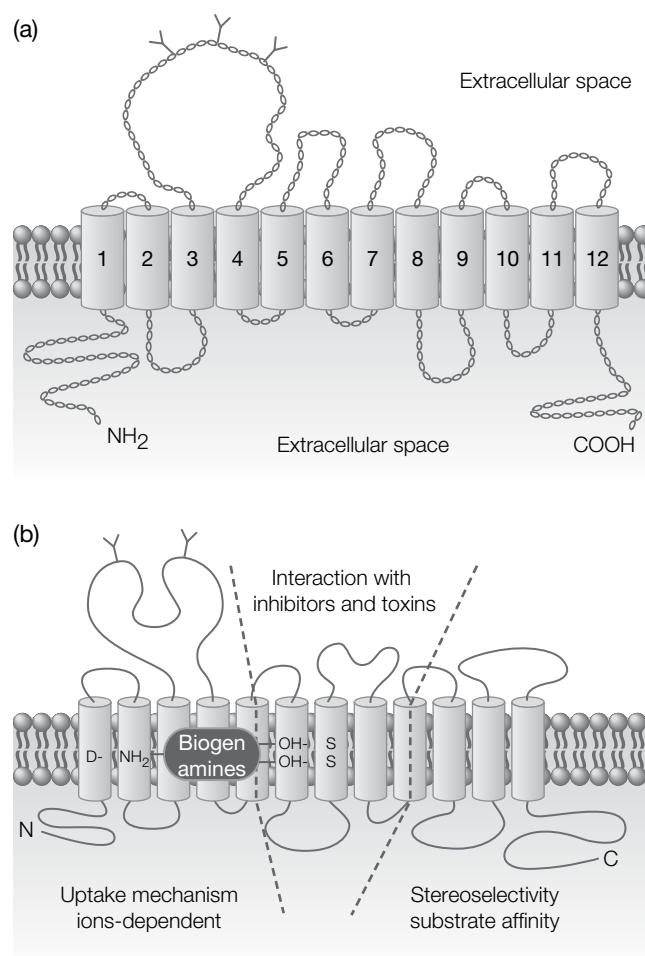 (a)
Extracellular space
1 2 3 4 5 6 7 8 9 10 11 12
NH2
Extracellular space
COOH
(b)
Interaction with
inhibitors and toxins
D-
NH2
Biogen
amines
OH-
OH-
S
S
N
C
Uptake mechanism
ions-dependent
Stereoselectivity
substrate affinity